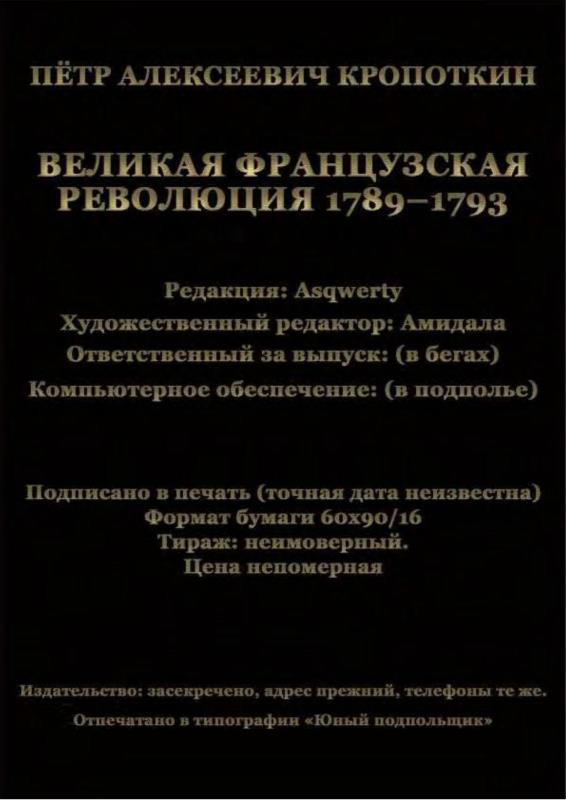 ПЁТР АЛЕКСЕЕВИЧ КРОПОТКИН
ВЕЛИКАЯ ФРАНЦУЗСКАЯ
РЕВОЛЮЦИЯ 1789–1793
Редакция: Asqwerty
Художественный редактор: Амидала
Ответственный за выпуск: (в бегах)
Компьютерное обеспечение: (в подполье)
Подписано в печать (точная дата неизвестна)
Формат бумаги 60х90/16
Тираж: неимоверный.
Цена непомерная
Издательство: засекречено, адрес прежний, телефоны те же.
Отпечатано в типографии «Юный подпольщик»